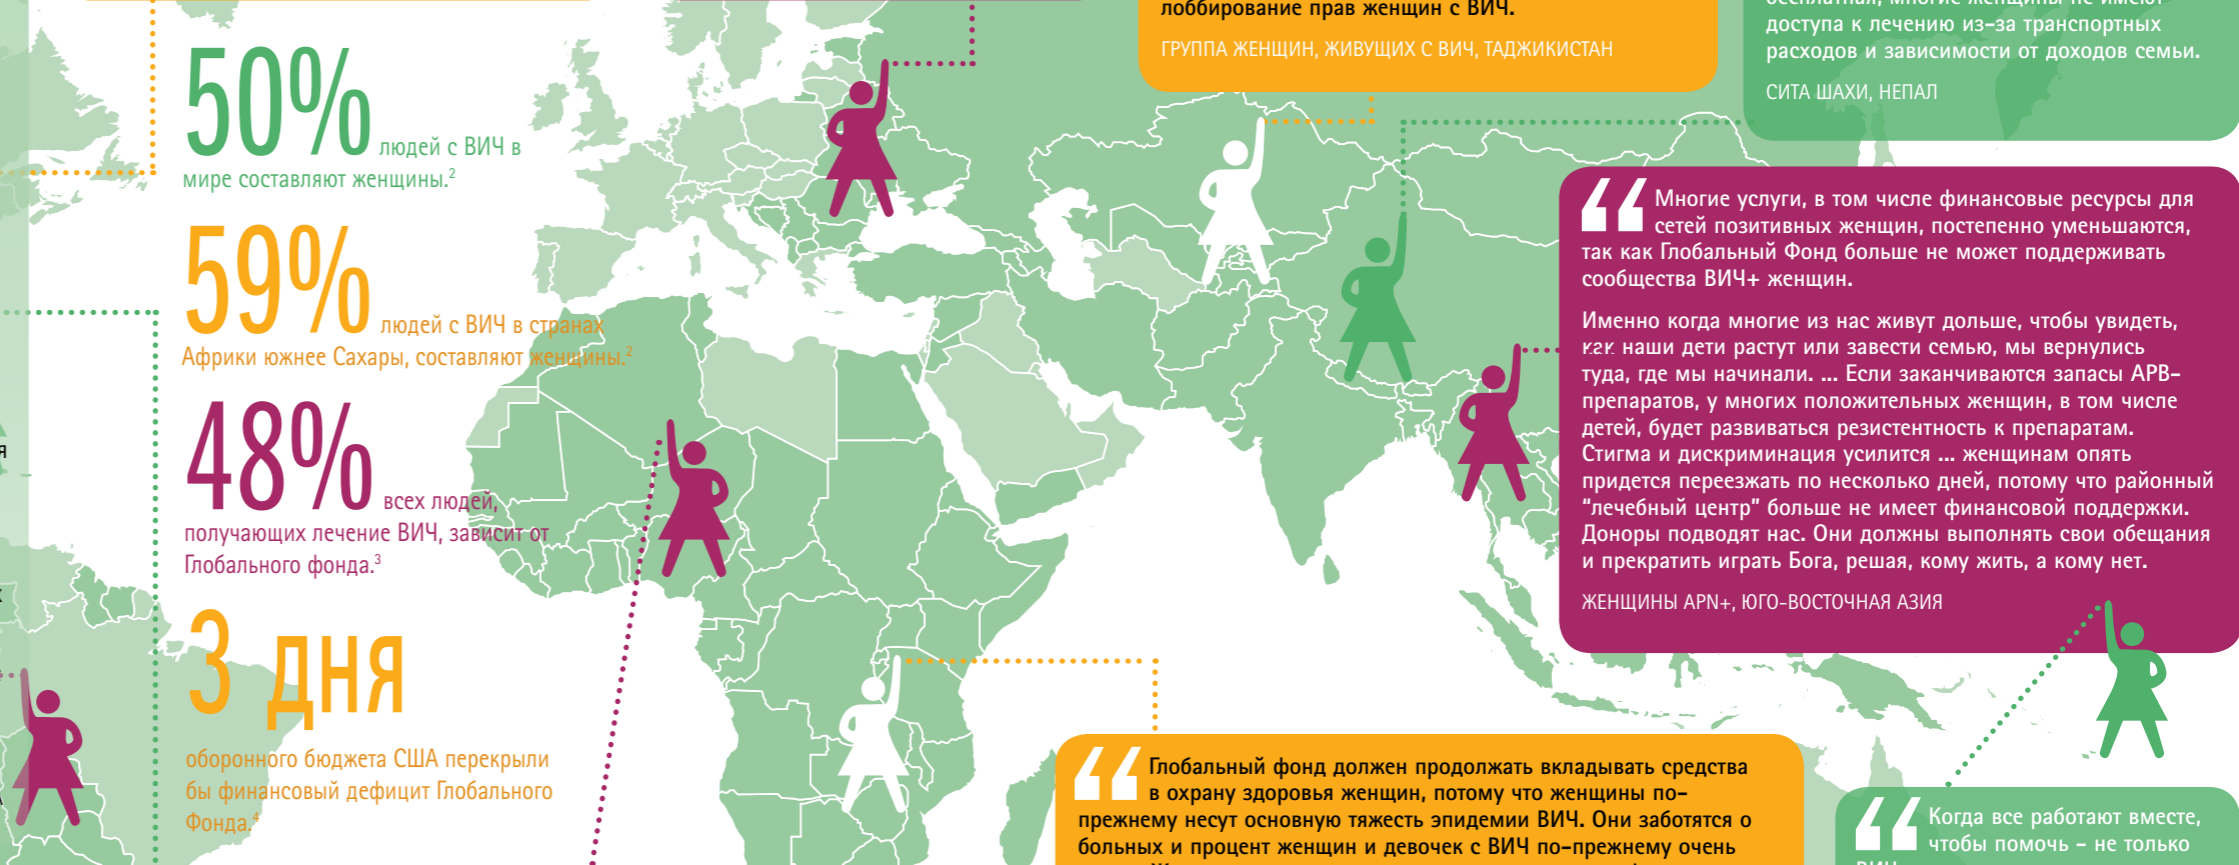 лоббирование прав женщин с ВИЧ.
ГРУППА ЖЕНЩИН, ЖИВУЩИХ С ВИЧ, ТАДЖИКИСТАН
бесплатная, многие женщины не имеют
доступа к лечению из-за транспортных
расходов и зависимости от доходов семьи.
СИТА ШАХИ, НЕПАЛ
50% людей с ВИЧ в
мире составляют женщины.2
59% людей с ВИЧ в странах
Африки южнее Сахары, составляют женщины.2
48% всех людей,
получающих лечение ВИЧ, зависит от
Глобального фонда.3
3 дня
оборонного бюджета США перекрыли
бы финансовый дефицит Глобального
Фонда.4
“ Многие услуги, в том числе финансовые ресурсы для
сетей позитивных женщин, постепенно уменьшаются,
так как Глобальный Фонд больше не может поддерживать
сообщества ВИЧ+ женщин.
Именно когда многие из нас живут дольше, чтобы увидеть,
как наши дети растут или завести семью, мы вернулись
туда, где мы начинали. ... Если заканчиваются запасы АРВ-
препаратов, у многих положительных женщин, в том числе
детей, будет развиваться резистентность к препаратам.
Стигма и дискриминация усилится ... женщинам опять
придется переезжать по несколько дней, потому что районный
“лечебный центр” больше не имеет финансовой поддержки.
Доноры подводят нас. Они должны выполнять свои обещания
и прекратить играть Бога, решая, кому жить, а кому нет.
ЖЕНЩИНЫ APN+, ЮГО-ВОСТОЧНАЯ АЗИЯ
“ Глобальный фонд должен продолжать вкладывать средства
в охрану здоровья женщин, потому что женщины по-
прежнему несут основную тяжесть эпидемии ВИЧ. Они заботятся о
больных и процент женщин и девочек с ВИЧ по-прежнему очень
“ Когда все работают вместе,
чтобы помочь - не только
я